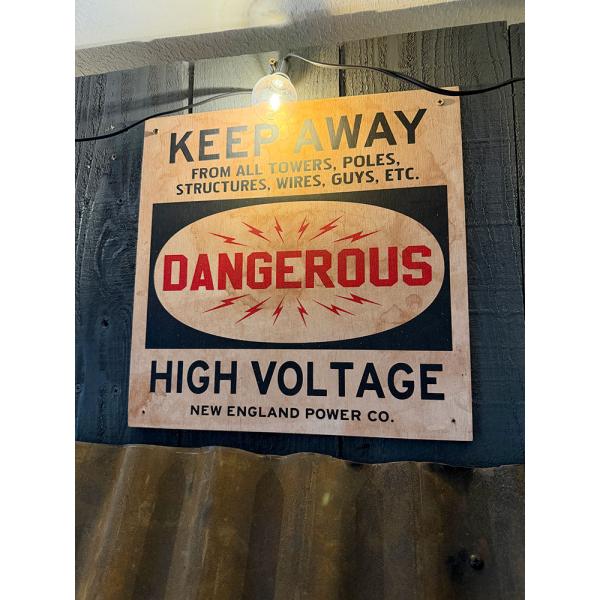 KEEP AWAY
FROM ALL TOWERS, POLES,
STRUCTURES, WIRES, GUYS, ETC.
DANGEROUS
HIGH VOLTAGE
NEW ENGLAND POWER CO.